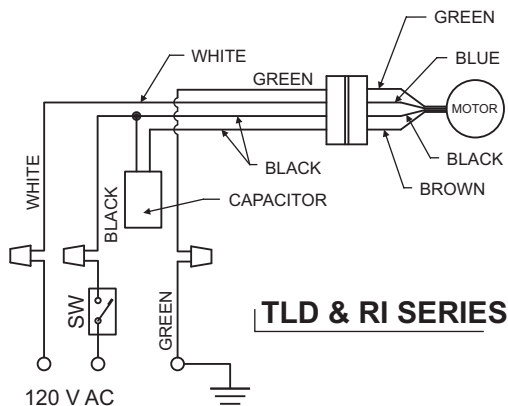 GREEN
WHITE
BLUE
GREEN
MOTOR
BLACK
BLACK
BROWN
WHITE
BLACK
CAPACITOR
SW
GREEN
TLD & RI SERIES
120 V AC